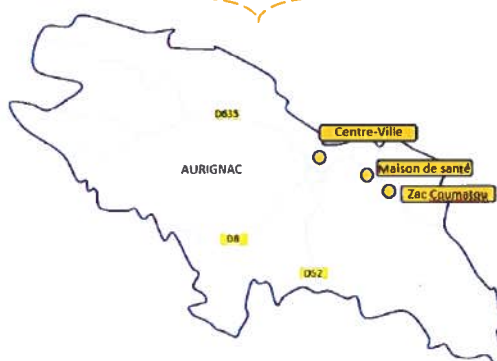 D635
Centre-Ville
AURIGNAC
Maison de santé
Zac Coumatou
D8
D52